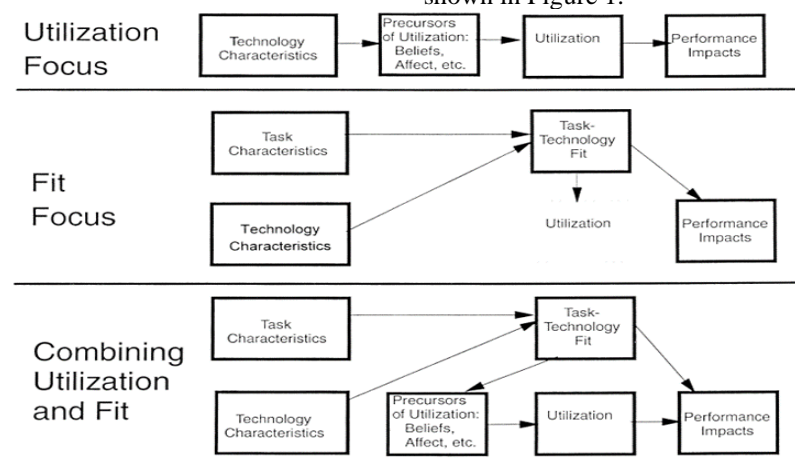 shown in Figure 1.
Utilization
Focus
Technology
Characteristics
Precursors
of Utilization:
Beliefs,
Affect, etc.
Utilization
Performance
Impacts
Fit
Focus
Task
Characteristics
Technology
Characteristics
Task-
Technology
Fit
Utilization
Performance
Impacts
Combining
Utilization
and Fit
Task
Characteristics
Technology
Characteristics
Task-
Technology
Fit
Precursors
of Utilization:
Beliefs,
Affect, etc.
Utilization
Performance
Impacts